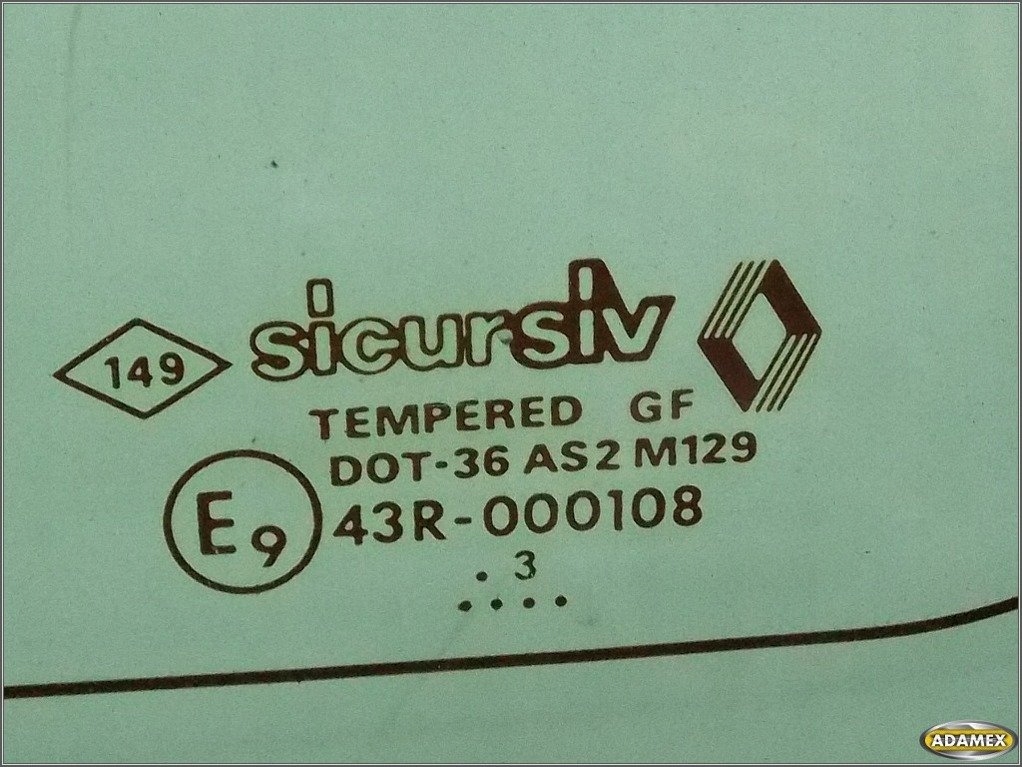 149
sicursiv
TEMPERED GF
DOT-36 AS2 M129
E9
43R-000108
. 3
....
ADAMEX